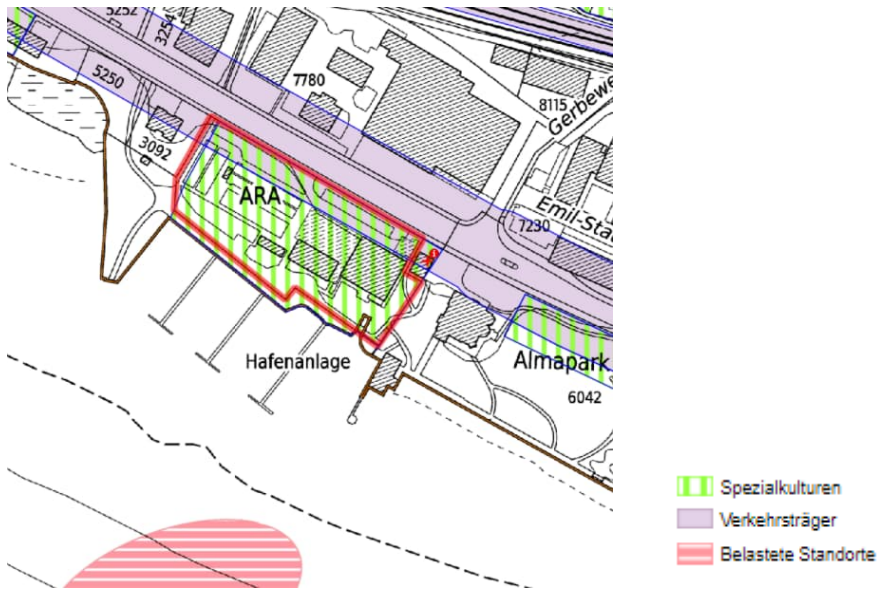 5252
3254
5250
7780
8115
Gerbewe
3092
ARA
Emil-Sta
7230
Hafenanlage
Almapark
6042
Spezialkulturen
Verkehrsträger
Belastete Standorte